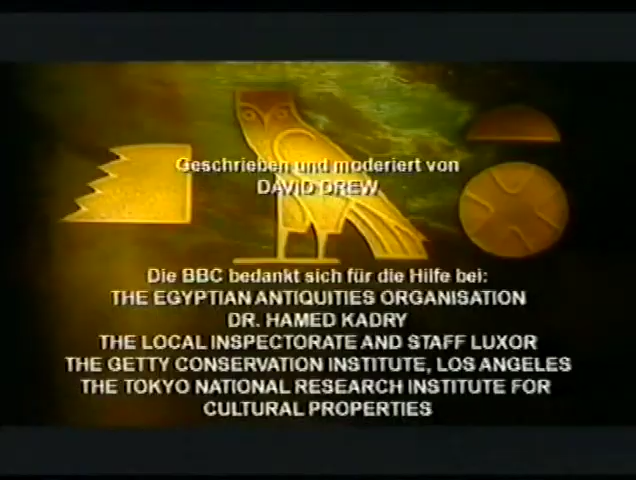 Geschrieben und moderiert von
DAVID DREW
Die BBC bedankt sich für die Hilfe bei:
THE EGYPTIAN ANTIQUITIES ORGANISATION
DR. HAMED KADRY
THE LOCAL INSPECTORATE AND STAFF LUXOR
THE GETTY CONSERVATION INSTITUTE, LOS ANGELES
THE TOKYO NATIONAL RESEARCH INSTITUTE FOR
CULTURAL PROPERTIES